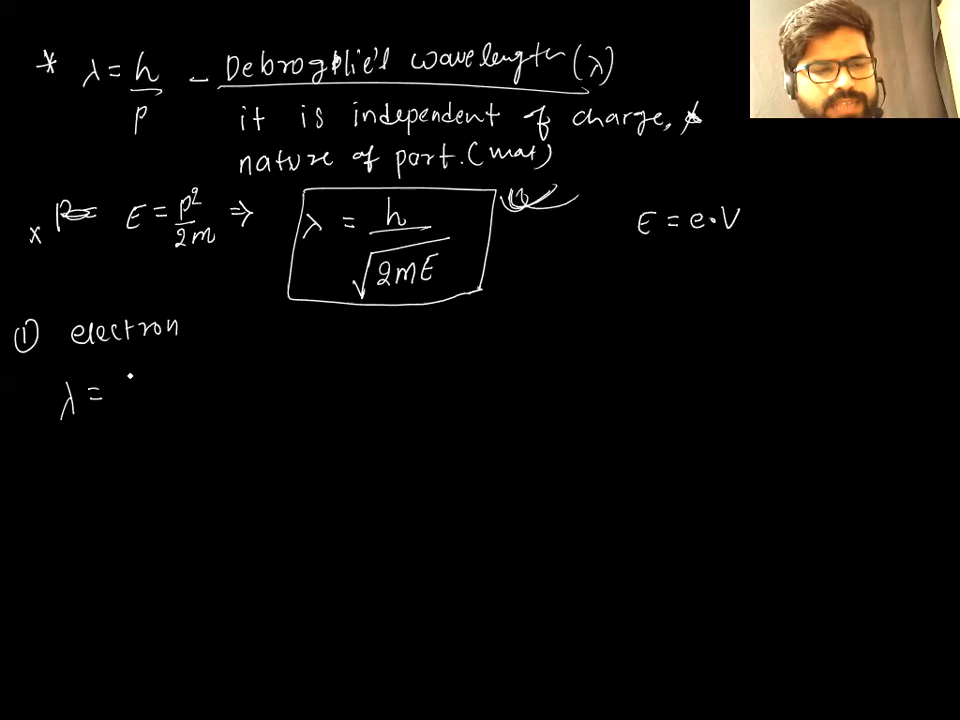 * λ = h/p – Debroglie's wavelength (λ)
it is independent of charge,
nature of part. (mat)
x E = p²/2m ⇒ λ = h/√2mE E = e·V
① electron
λ =